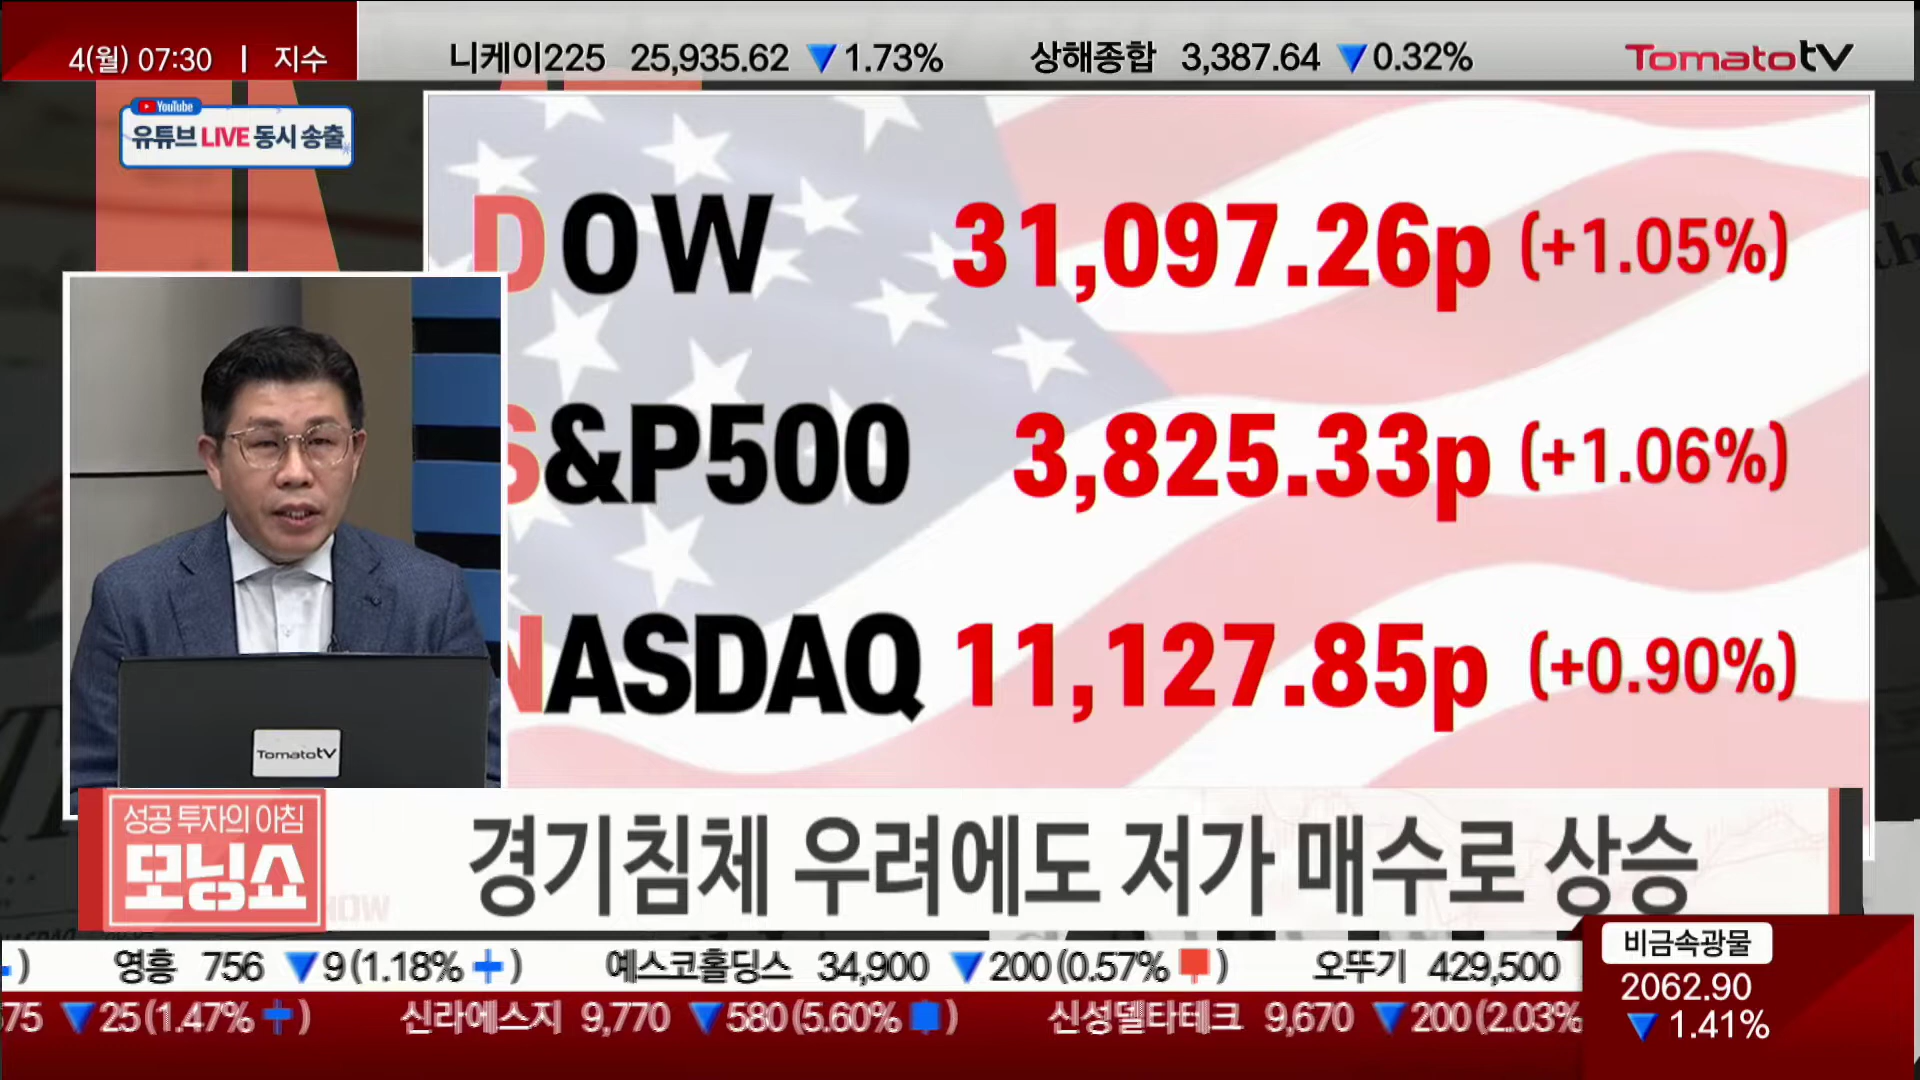 4(월) 07:30 | 지수
니케이225 25,935.62 ▼1.73% 상해종합 3,387.64 ▼0.32%
Tomatotv
YouTube
유튜브 LIVE 동시 송출
DOW 31,097.26p (+1.05%)
S&P500 3,825.33p (+1.06%)
NASDAQ 11,127.85p (+0.90%)
Tomatotv
성공 투자의 아침
모닝쇼
경기침체 우려에도 저가 매수로 상승
) 영흥 756 ▼9(1.18% ) 예스코홀딩스 34,900 ▼200(0.57% ) 오뚜기 429,500
75 ▼25(1.47% ) 신라에스지 9,770 ▼580(5.60% ) 신성델타테크 9,670 ▼200(2.03%
비금속광물
2062.90
▼1.41%